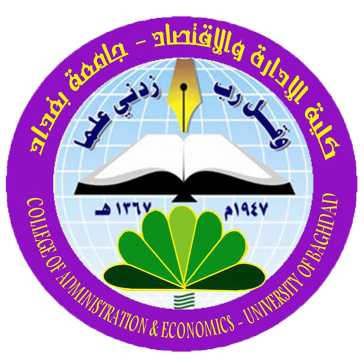 كلية الإدارة والاقتصاد - جامعة بغداد
وقل رب زدني علما
١٩٤٧م ١٣٦٧هـ
COLLEGE OF ADMINISTRATION & ECONOMICS - UNIVERSITY OF BAGHDAD